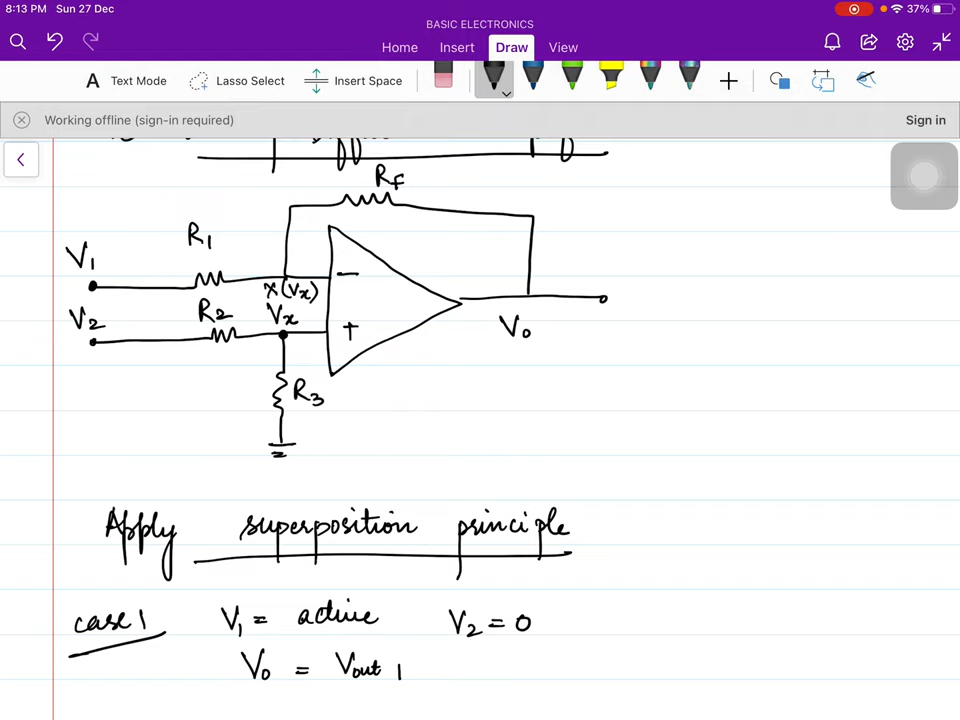 8:13 PM Sun 27 Dec
37%
BASIC ELECTRONICS
Home Insert Draw View
A Text Mode Lasso Select Insert Space
Working offline (sign-in required) Sign in
Rf
R1
V1
−
X(Vx)
V2
R2
Vx
+
Vo
R3
Apply superposition principle
case 1 V1 = active V2 = 0
Vo = Vout 1